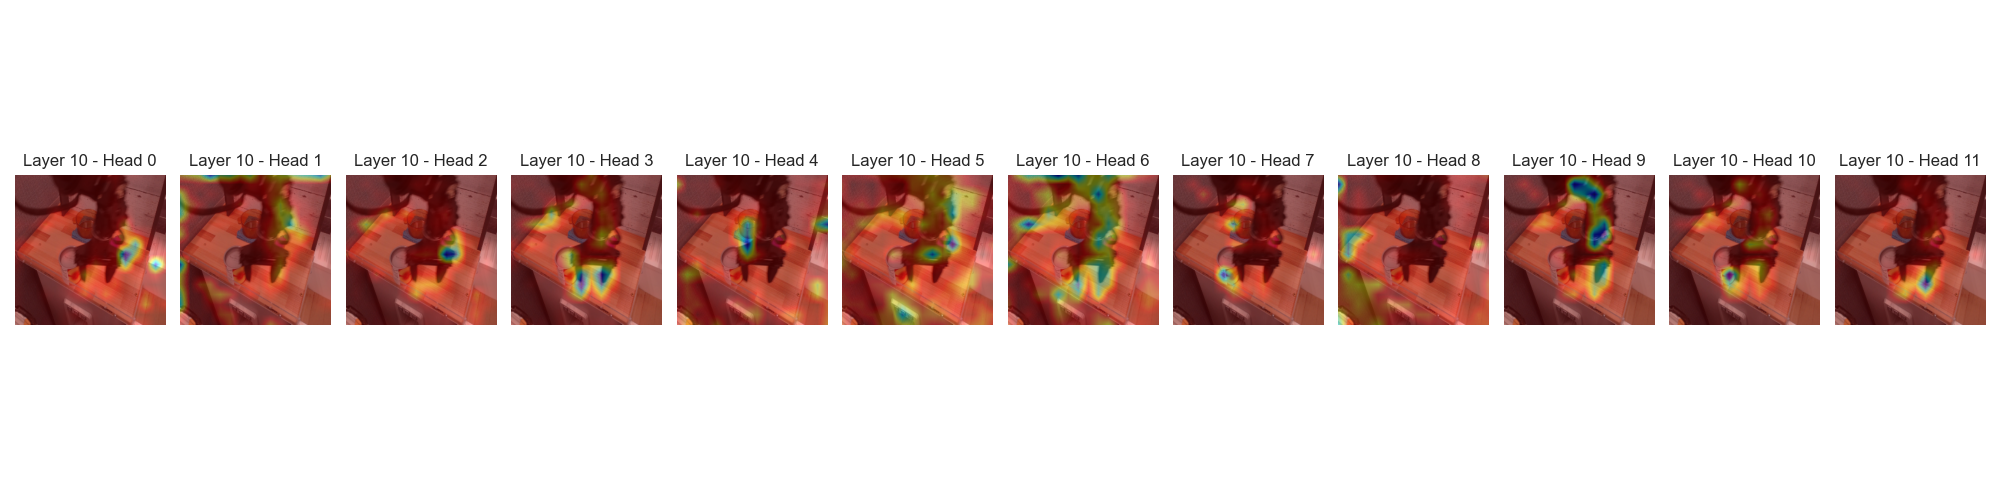 Layer 10 - Head 0
Layer 10 - Head 1
Layer 10 - Head 2
Layer 10 - Head 3
Layer 10 - Head 4
Layer 10 - Head 5
Layer 10 - Head 6
Layer 10 - Head 7
Layer 10 - Head 8
Layer 10 - Head 9
Layer 10 - Head 10
Layer 10 - Head 11